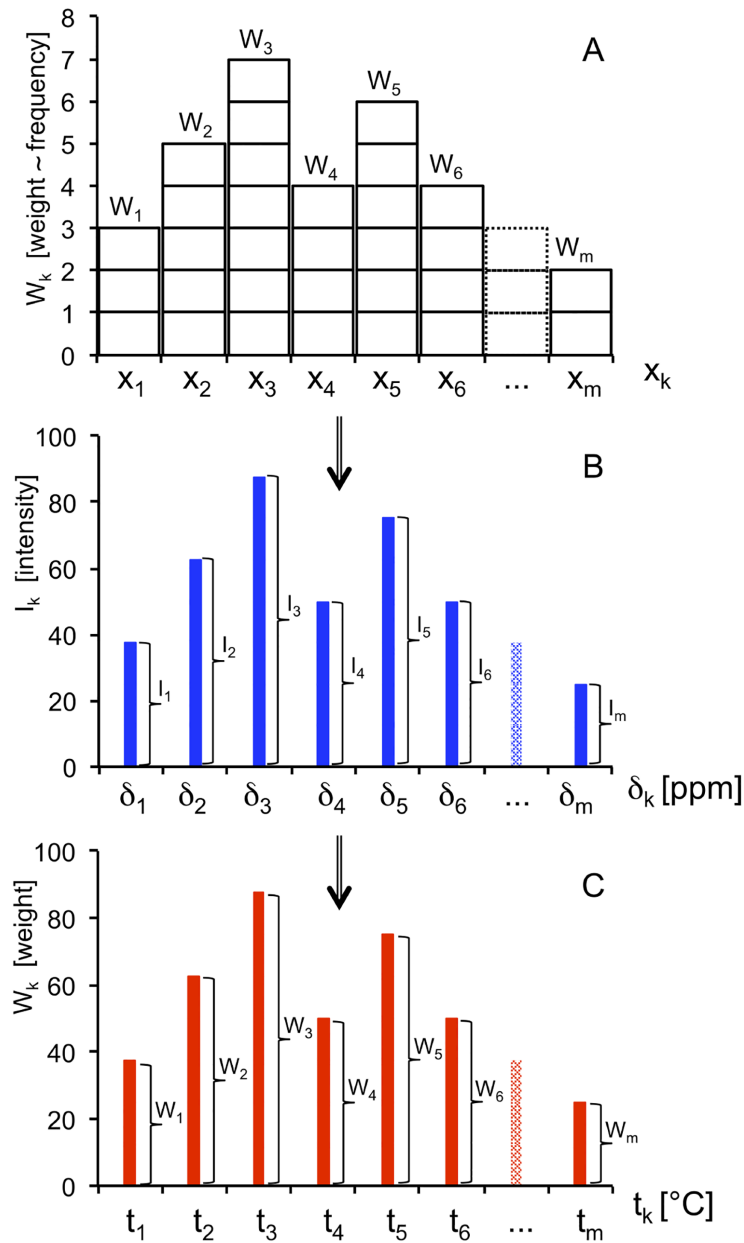 A
W₁ W₂ W₃ W₄ W₅ W₆ Wₘ
Wₖ [weight ~ frequency]
8
7
6
5
4
3
2
1
0
x₁ x₂ x₃ x₄ x₅ x₆ ... xₘ xₖ
B
Iₖ [intensity]
100
80
60
40
20
0
I₁ I₂ I₃ I₄ I₅ I₆ Iₘ
δ₁ δ₂ δ₃ δ₄ δ₅ δ₆ ... δₘ δₖ [ppm]
C
Wₖ [weight]
100
80
60
40
20
0
W₁ W₂ W₃ W₄ W₅ W₆ Wₘ
t₁ t₂ t₃ t₄ t₅ t₆ ... tₘ tₖ [°C]